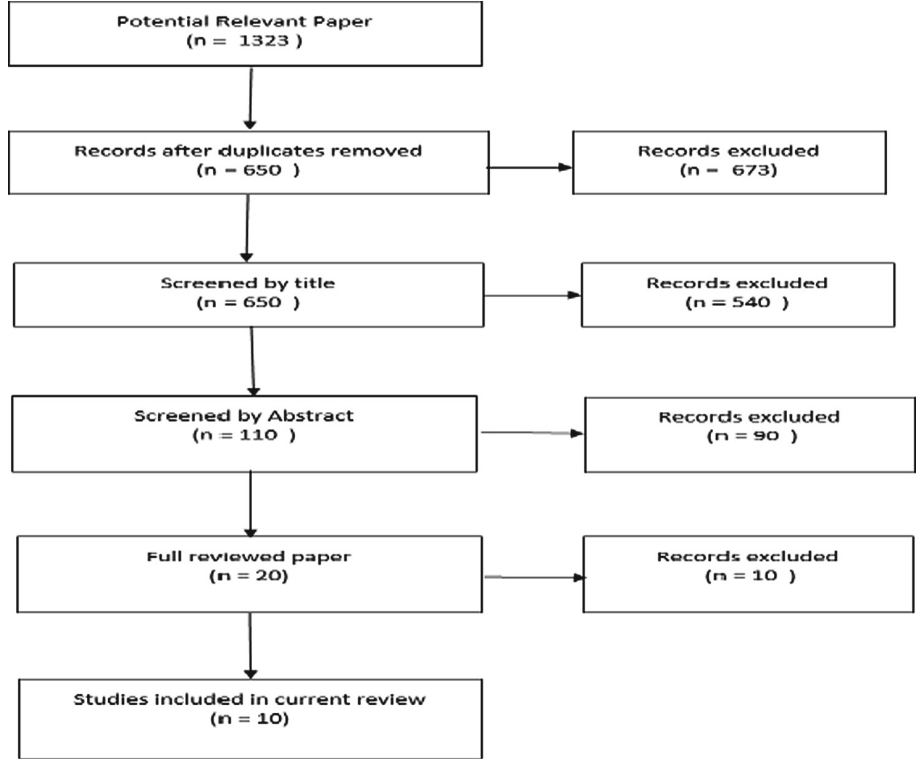 Potential Relevant Paper
(n = 1323 )
Records after duplicates removed
(n = 650 )
Records excluded
(n = 673)
Screened by title
(n = 650 )
Records excluded
(n = 540 )
Screened by Abstract
(n = 110 )
Records excluded
(n = 90 )
Full reviewed paper
(n = 20)
Records excluded
(n = 10 )
Studies included in current review
(n = 10)